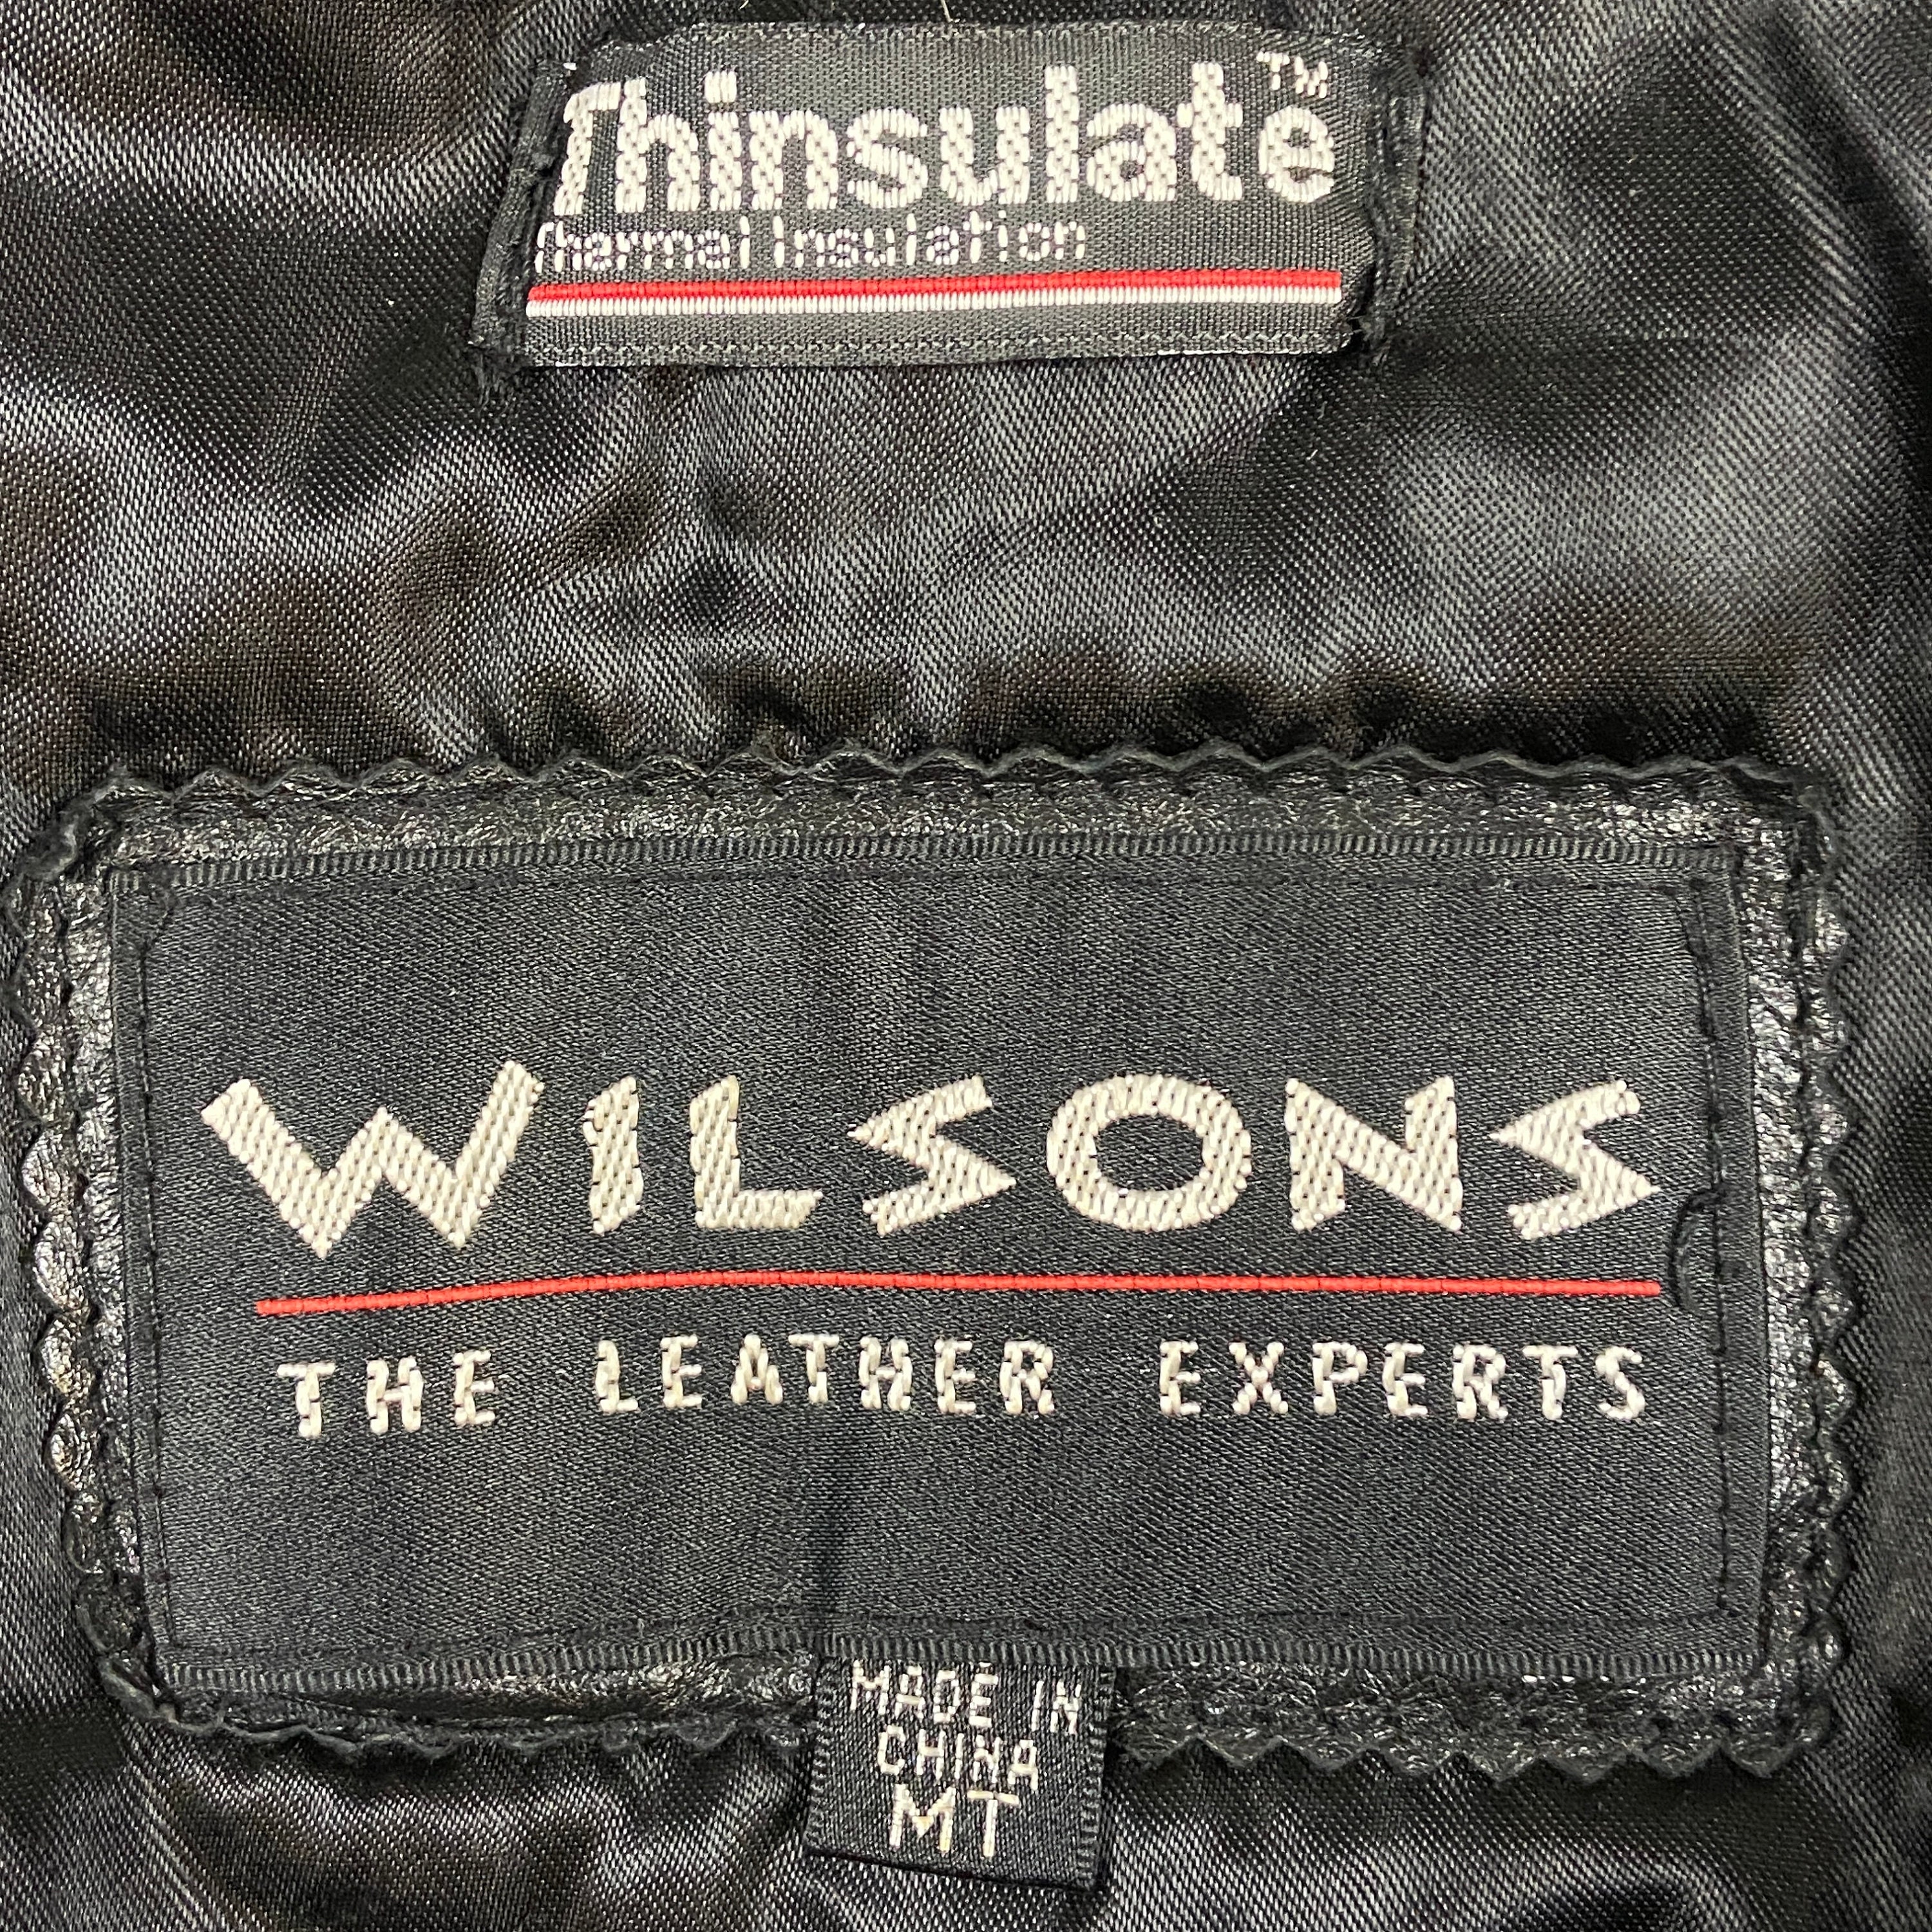 Thinsulate™
Thermal Insulation
WILSONS
THE LEATHER EXPERTS
MADE IN
CHINA
MT